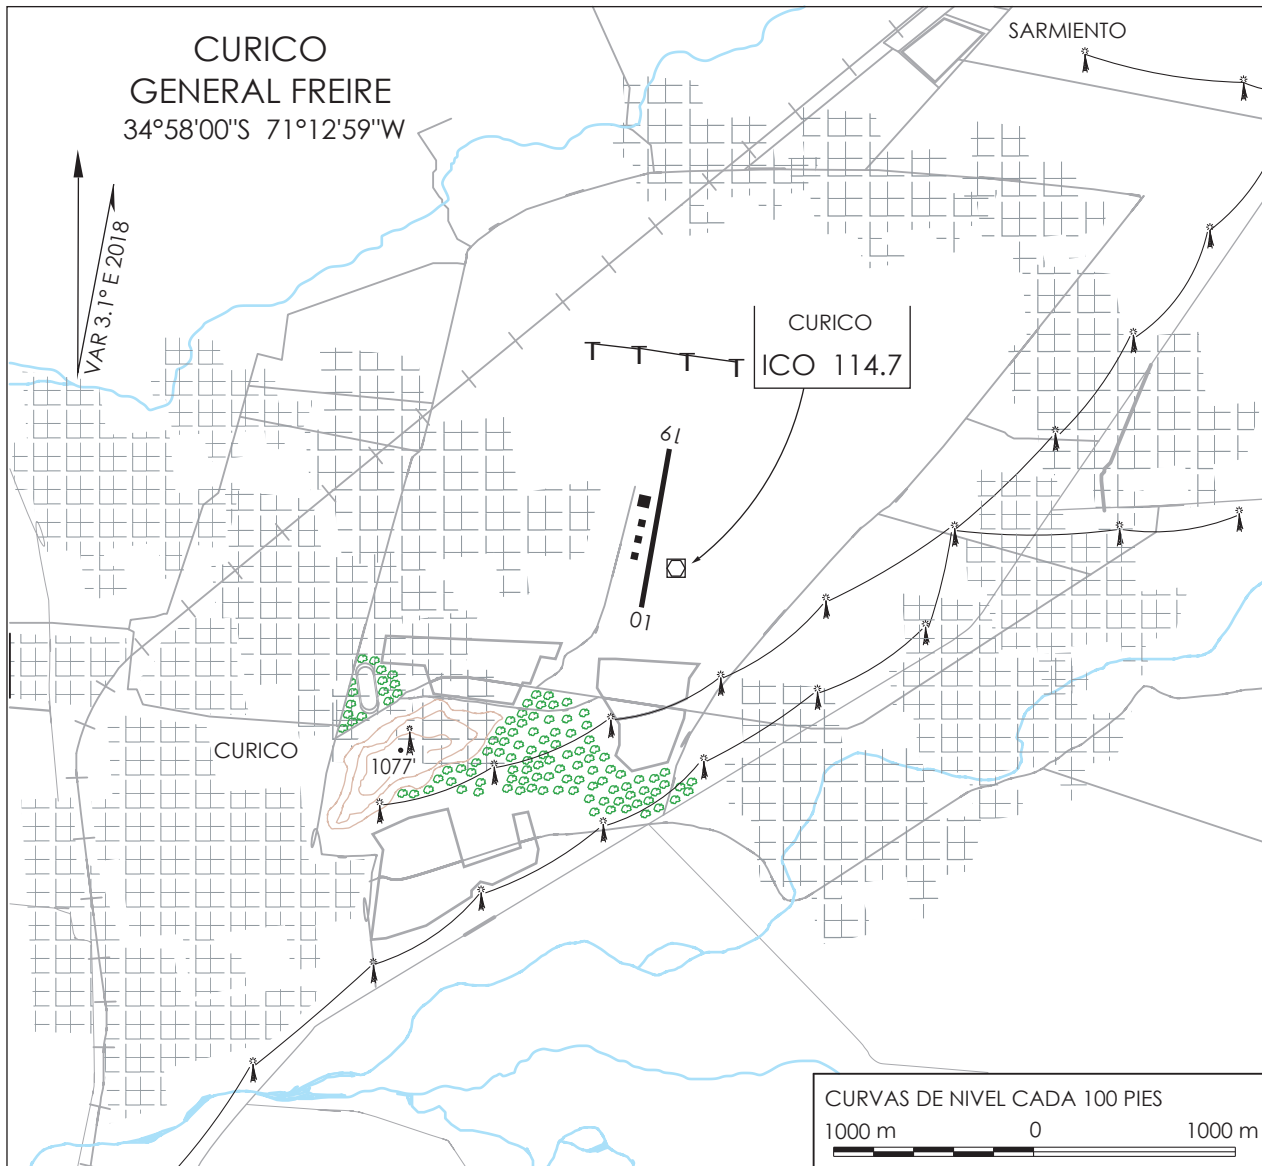 CURICO
GENERAL FREIRE
34°58'00"S 71°12'59"W
SARMIENTO
VAR 3.1° E 2018
CURICO
ICO 114.7
19
01
CURICO
1077'
CURVAS DE NIVEL CADA 100 PIES
1000 m 0 1000 m